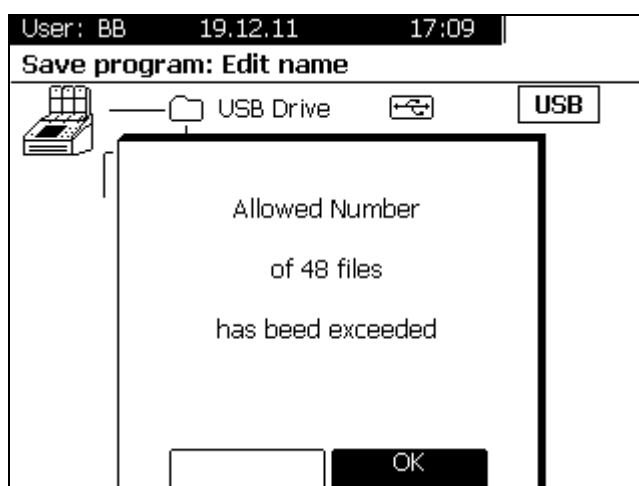 User: BB 19.12.11 17:09
Save program: Edit name
USB Drive USB
Allowed Number
of 48 files
has beed exceeded
OK